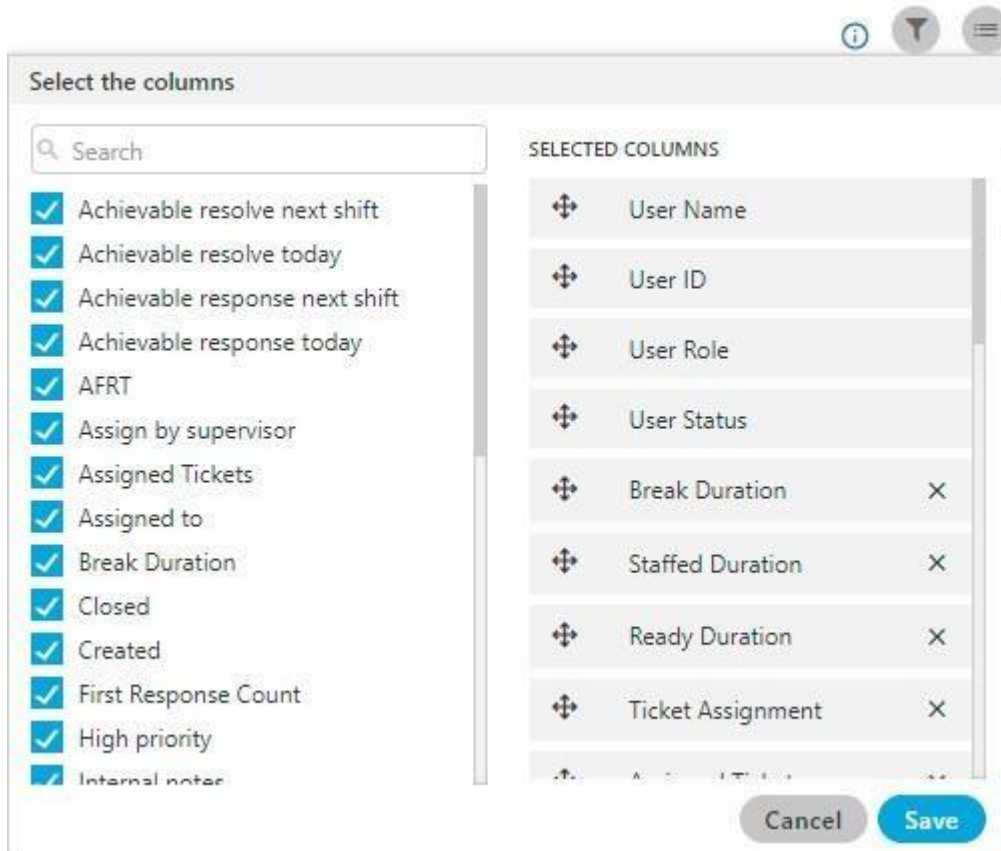 Select the columns
Search
Achievable resolve next shift
Achievable resolve today
Achievable response next shift
Achievable response today
AFRT
Assign by supervisor
Assigned Tickets
Assigned to
Break Duration
Closed
Created
First Response Count
High priority
Internal notes
SELECTED COLUMNS
User Name
User ID
User Role
User Status
Break Duration
Staffed Duration
Ready Duration
Ticket Assignment
Cancel
Save